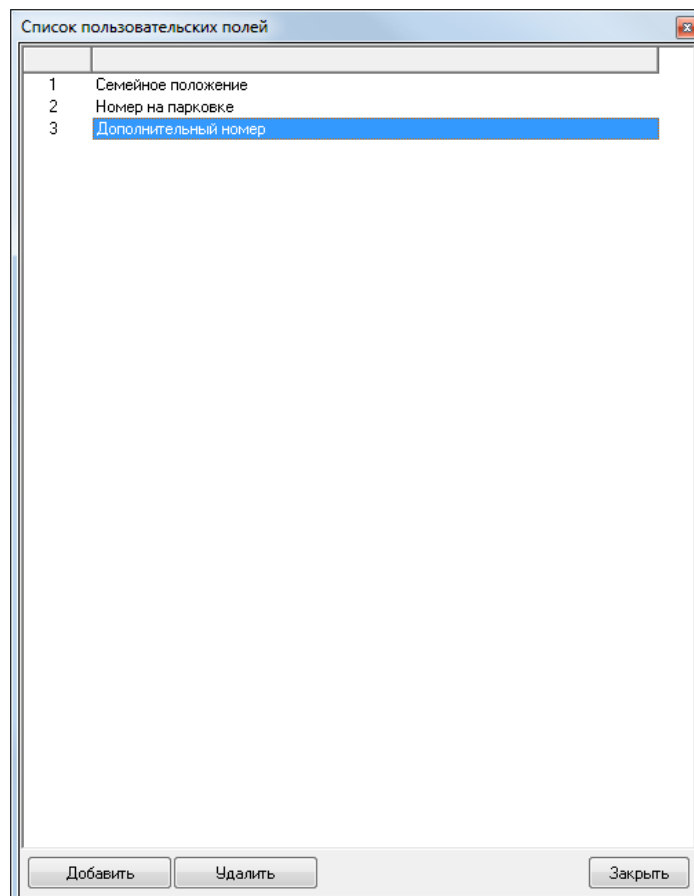 Список пользовательских полей
1 Семейное положение
2 Номер на парковке
3 Дополнительный номер
Добавить Удалить Закрыть